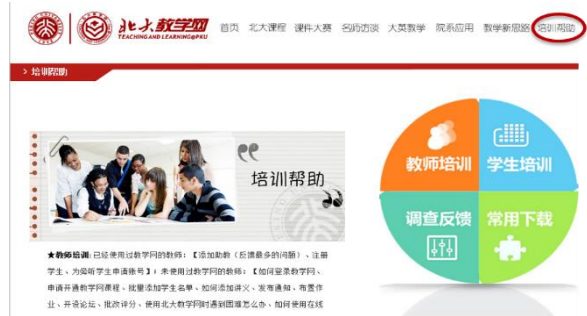 北大教学网
TEACHING AND LEARNING@PKU
首页 北大课程 课件大赛 名师访谈 大英教学 院系应用 教学新思路 培训帮助
> 培训帮助
培训帮助
教师培训 学生培训
调查反馈 常用下载
★教师培训：已经使用过教学网的教师：【添加助教（反馈最多的问题）、注册
学生、为旁听学生申请账号】；未使用过教学网的教师：【如何登录教学网、
申请开通教学网课程、批量添加学生名单、如何添加讲义、发布通知、布置作
业、开设论坛、批改评分、使用北大教学网时遇到困难怎么办、如何使用在线